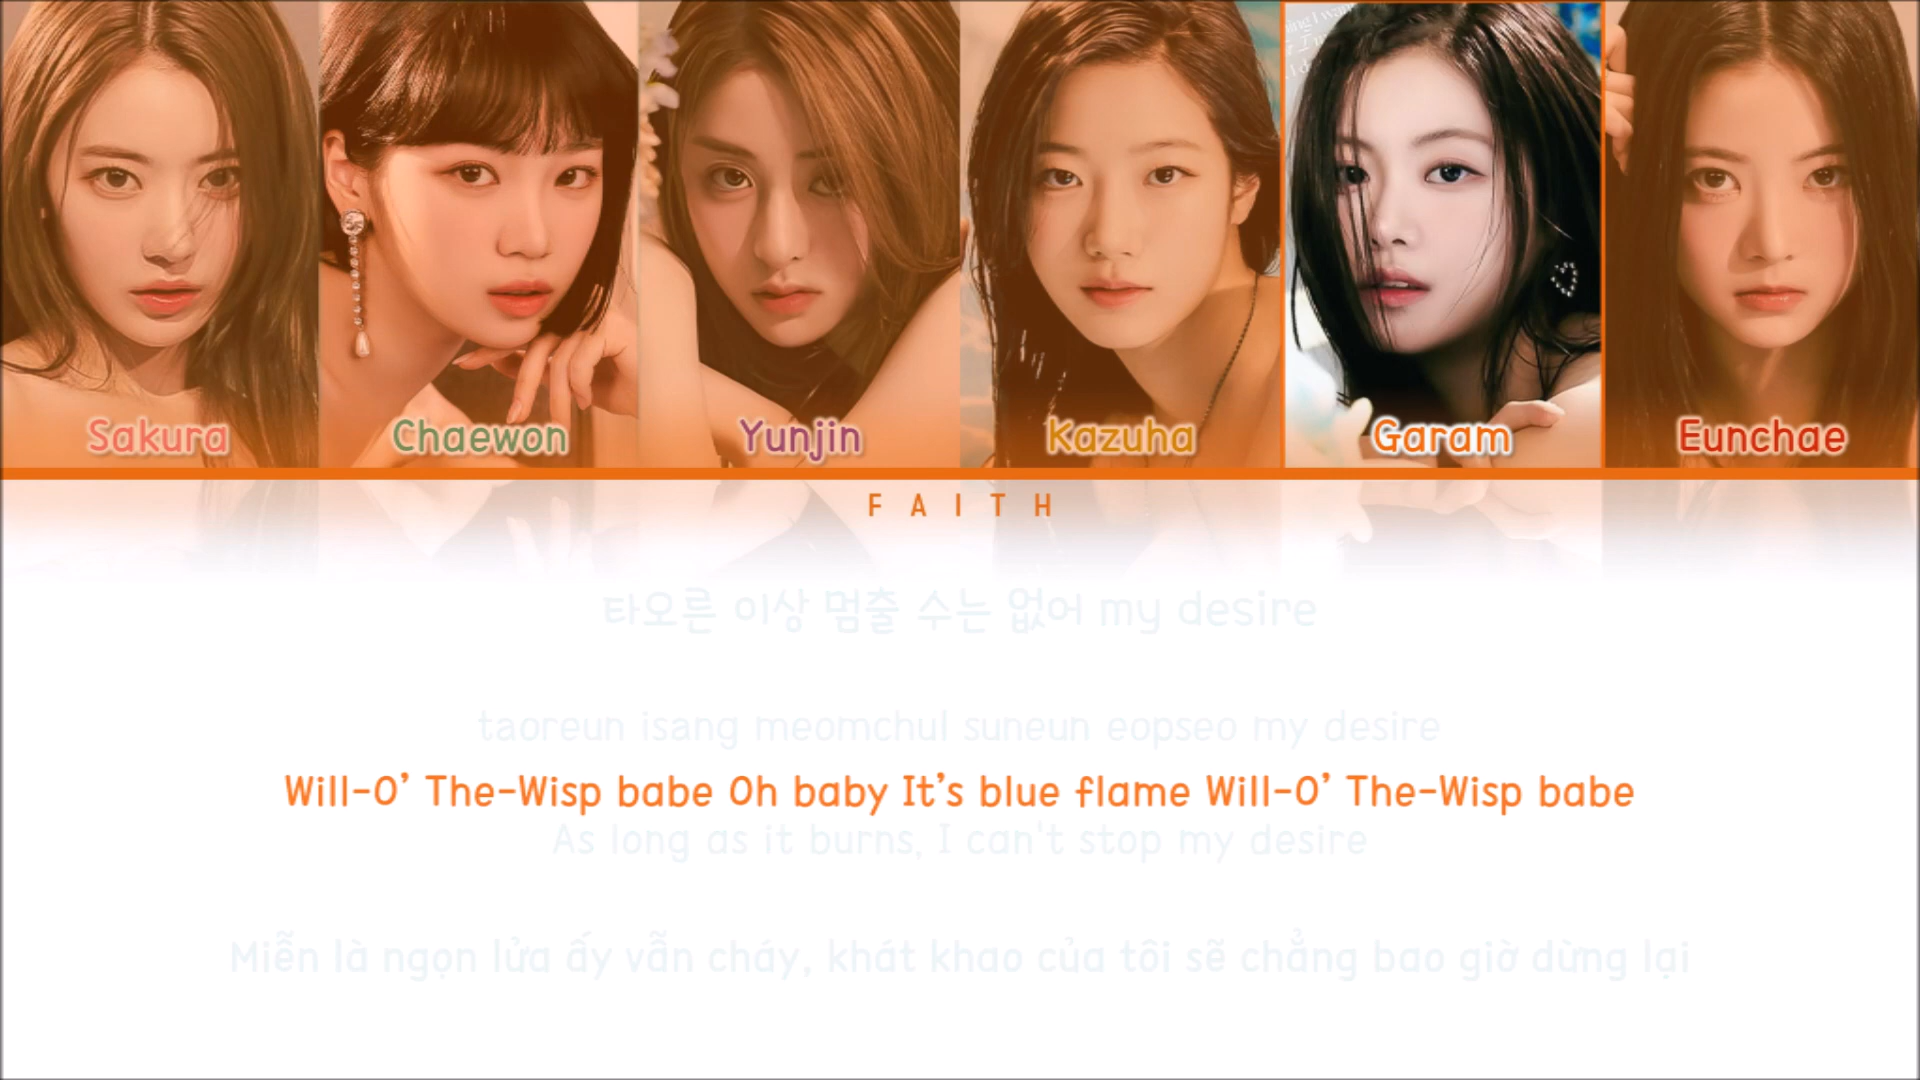 Sakura
Chaewon
Yunjin
Kazuha
Garam
Eunchae
FAITH
타오른 이상 멈출 수는 없어 my desire
taoreun isang meomchul suneun eopseo my desire
Will-O' The-Wisp babe Oh baby It's blue flame Will-O' The-Wisp babe
As long as it burns, I can't stop my desire
Miễn là ngọn lửa ấy vẫn cháy, khát khao của tôi sẽ chẳng bao giờ dừng lại